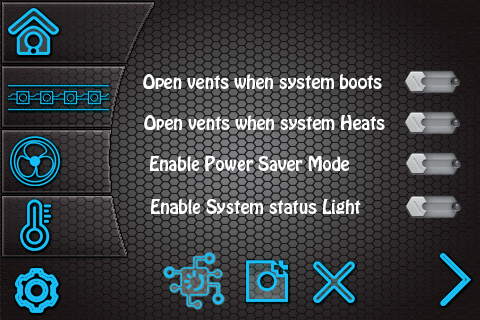 Open vents when system boots
Open vents when system Heats
Enable Power Saver Mode
Enable System status Light